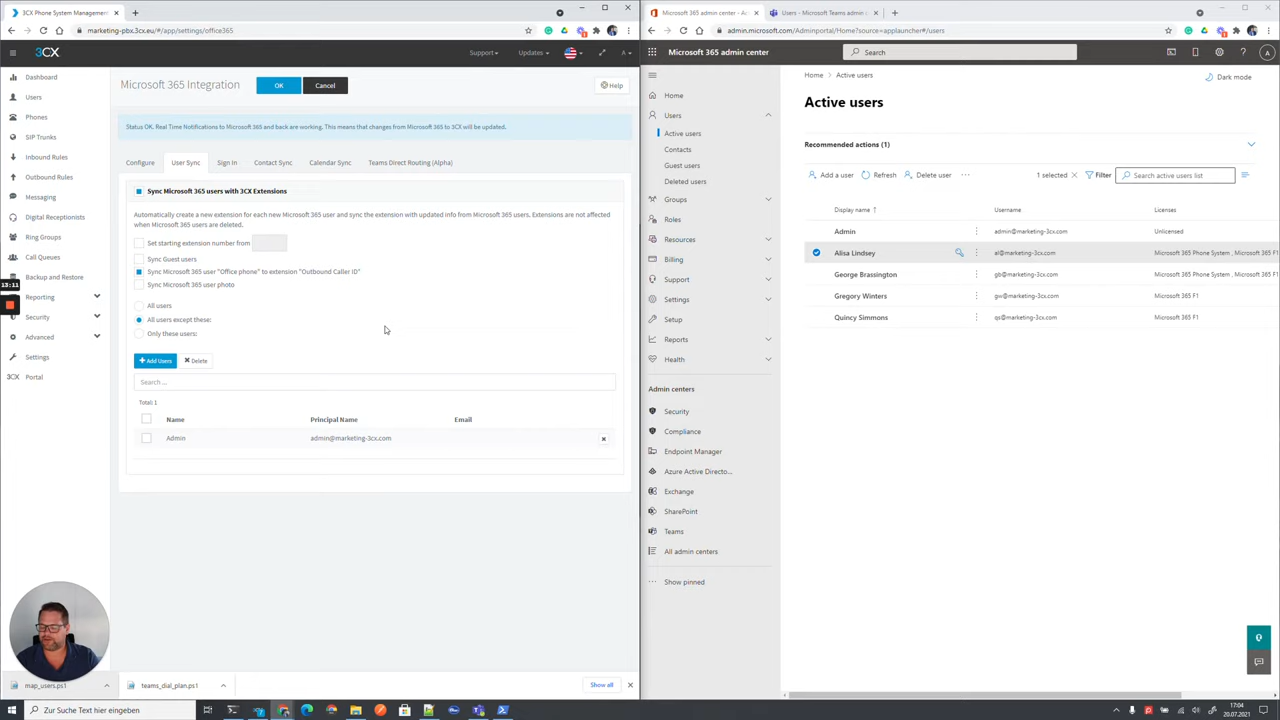 3CX Phone System Management
marketing-pbx.3cx.eu/#/app/settings/office365
3CX
Support
Updates
A
Dashboard
Users
Phones
SIP Trunks
Inbound Rules
Outbound Rules
Messaging
Digital Receptionists
Ring Groups
Call Queues
Backup and Restore
13:11
Reporting
Security
Advanced
Settings
3CX Portal
Microsoft 365 Integration
OK
Cancel
Help
Status OK. Real Time Notifications to Microsoft 365 and back are working. This means that changes from Microsoft 365 to 3CX will be updated.
Configure
User Sync
Sign In
Contact Sync
Calendar Sync
Teams Direct Routing (Alpha)
Sync Microsoft 365 users with 3CX Extensions
Automatically create a new extension for each new Microsoft 365 user and sync the extension with updated info from Microsoft 365 users. Extensions are not affected
when Microsoft 365 users are deleted.
Set starting extension number from
Sync Guest users
Sync Microsoft 365 user "Office phone" to extension "Outbound Caller ID"
Sync Microsoft 365 user photo
All users
All users except these:
Only these users:
+ Add Users
Delete
Search ...
Total: 1
Name
Principal Name
Email
Admin
admin@marketing-3cx.com
map_users.ps1
teams_dial_plan.ps1
Show all
Zur Suche Text hier eingeben
Microsoft 365 admin center -
Users - Microsoft Teams admin
admin.microsoft.com/Adminportal/Home?source=applauncher#/users
Microsoft 365 admin center
Search
A
Home
Users
Active users
Contacts
Guest users
Deleted users
Groups
Roles
Resources
Billing
Support
Settings
Setup
Reports
Health
Admin centers
Security
Compliance
Endpoint Manager
Azure Active Directo...
Exchange
SharePoint
Teams
All admin centers
Show pinned
Home > Active users
Dark mode
Active users
Recommended actions (1)
Add a user
Refresh
Delete user
1 selected
Filter
Search active users list
Display name ↑
Username
Licenses
Admin
admin@marketing-3cx.com
Unlicensed
Alisa Lindsey
al@marketing-3cx.com
Microsoft 365 Phone System , Microsoft 365 F1
George Brassington
gb@marketing-3cx.com
Microsoft 365 Phone System , Microsoft 365 F1
Gregory Winters
gw@marketing-3cx.com
Microsoft 365 F1
Quincy Simmons
qs@marketing-3cx.com
Microsoft 365 F1
17:04
20.07.2021